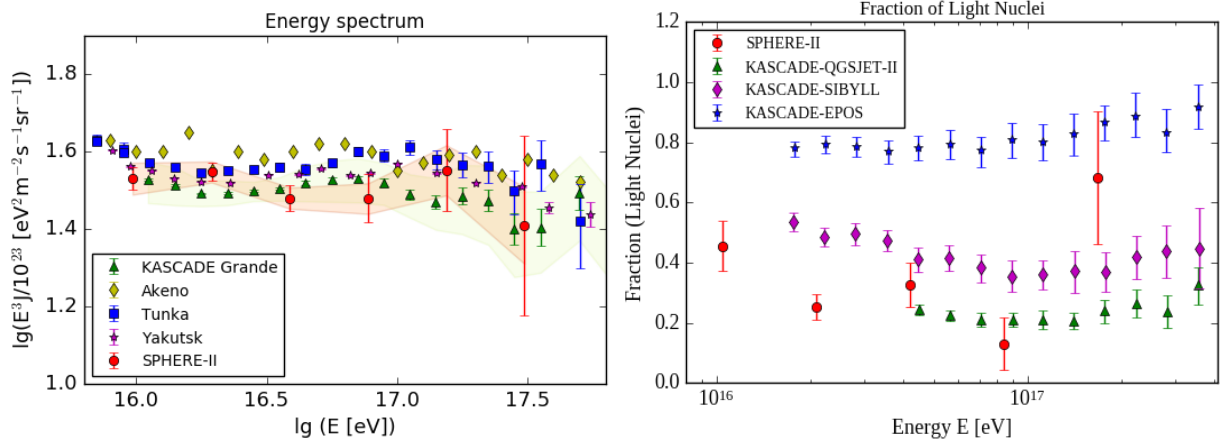 Energy spectrum
lg(E³J/10²³ [eV²m⁻²s⁻¹sr⁻¹])
1.8
1.6
1.4
1.2
1.0
KASCADE Grande
Akeno
Tunka
Yakutsk
SPHERE-II
16.0 16.5 17.0 17.5
lg (E [eV])
Fraction of Light Nuclei
Fraction (Light Nuclei)
1.2
1.0
0.8
0.6
0.4
0.2
0.0
SPHERE-II
KASCADE-QGSJET-II
KASCADE-SIBYLL
KASCADE-EPOS
10¹⁶ 10¹⁷
Energy E [eV]